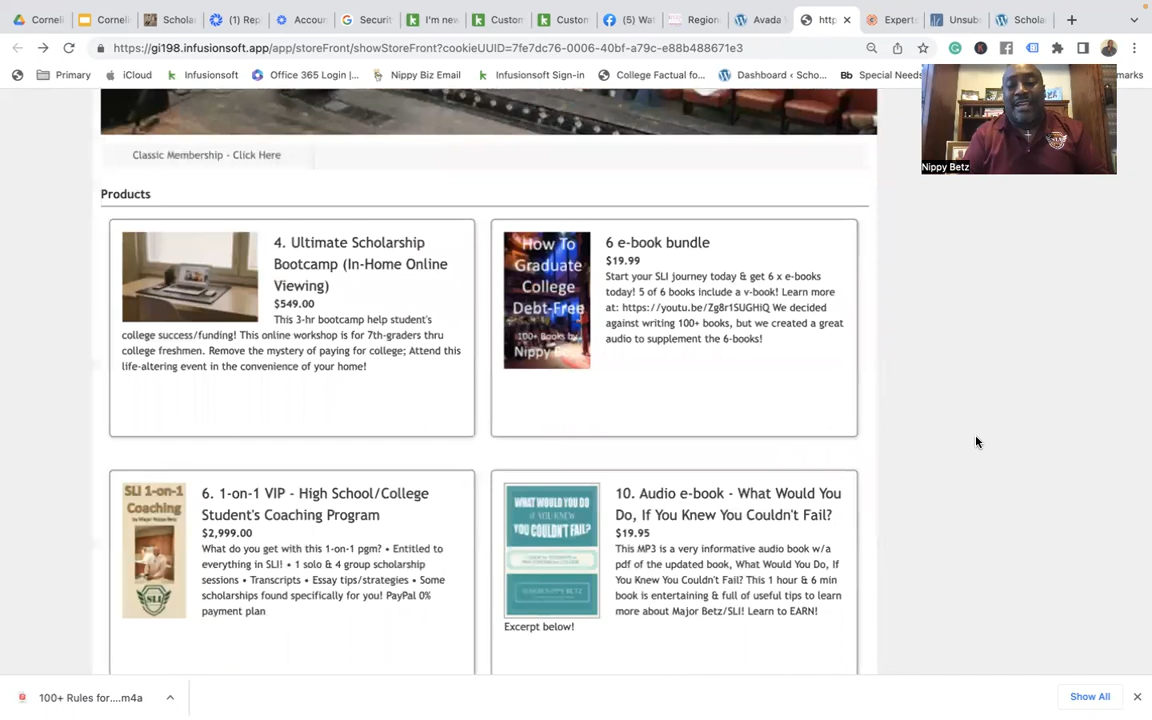 Corneli
Corneli
Schola
(1) Rep
Accoun
Securit
I'm new
Custon
Custon
(5) Wat
Region
Avada
http
Experts
Unsubs
Scholar
https://gi198.infusionsoft.app/app/storeFront/showStoreFront?cookieUUID=7fe7dc76-0006-40bf-a79c-e88b488671e3
Primary
iCloud
Infusionsoft
Office 365 Login |...
Nippy Biz Email
Infusionsoft Sign-in
College Factual fo...
Dashboard ‹ Scho...
Bb Special Needs
marks
Nippy Betz
Classic Membership - Click Here
Products
4. Ultimate Scholarship
Bootcamp (In-Home Online
Viewing)
$549.00
This 3-hr bootcamp help student's
college success/funding! This online workshop is for 7th-graders thru
college freshmen. Remove the mystery of paying for college; Attend this
life-altering event in the convenience of your home!
How To
Graduate
College
Debt-Free
100+ Books by
Nippy
6 e-book bundle
$19.99
Start your SLI journey today & get 6 x e-books
today! 5 of 6 books include a v-book! Learn more
at: https://youtu.be/Zg8r1SUGHiQ We decided
against writing 100+ books, but we created a great
audio to supplement the 6-books!
SLI 1-on-1
Coaching
SLI
6. 1-on-1 VIP - High School/College
Student's Coaching Program
$2,999.00
What do you get with this 1-on-1 pgm? • Entitled to
everything in SLI! • 1 solo & 4 group scholarship
sessions • Transcripts • Essay tips/strategies • Some
scholarships found specifically for you! PayPal 0%
payment plan
WHAT WOULD YOU
DO, IF YOU KNEW
YOU COULDN'T FAIL?
10. Audio e-book - What Would You
Do, If You Knew You Couldn't Fail?
$19.95
This MP3 is a very informative audio book w/a
pdf of the updated book, What Would You Do, If
You Knew You Couldn't Fail? This 1 hour & 6 min
book is entertaining & full of useful tips to learn
more about Major Betz/SLI! Learn to EARN!
Excerpt below!
100+ Rules for....m4a
Show All